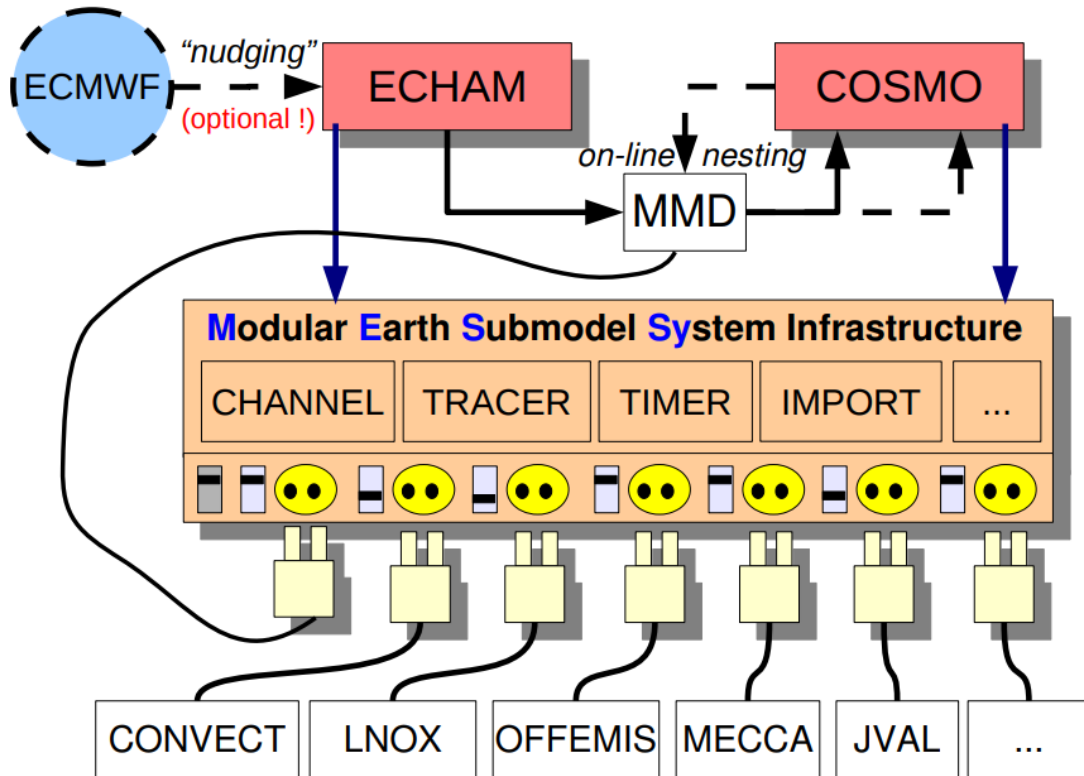 “nudging”
ECMWF
(optional !)
ECHAM
COSMO
on-line nesting
MMD
Modular Earth Submodel System Infrastructure
CHANNEL TRACER TIMER IMPORT ...
CONVECT LNOX OFFEMIS MECCA JVAL ...